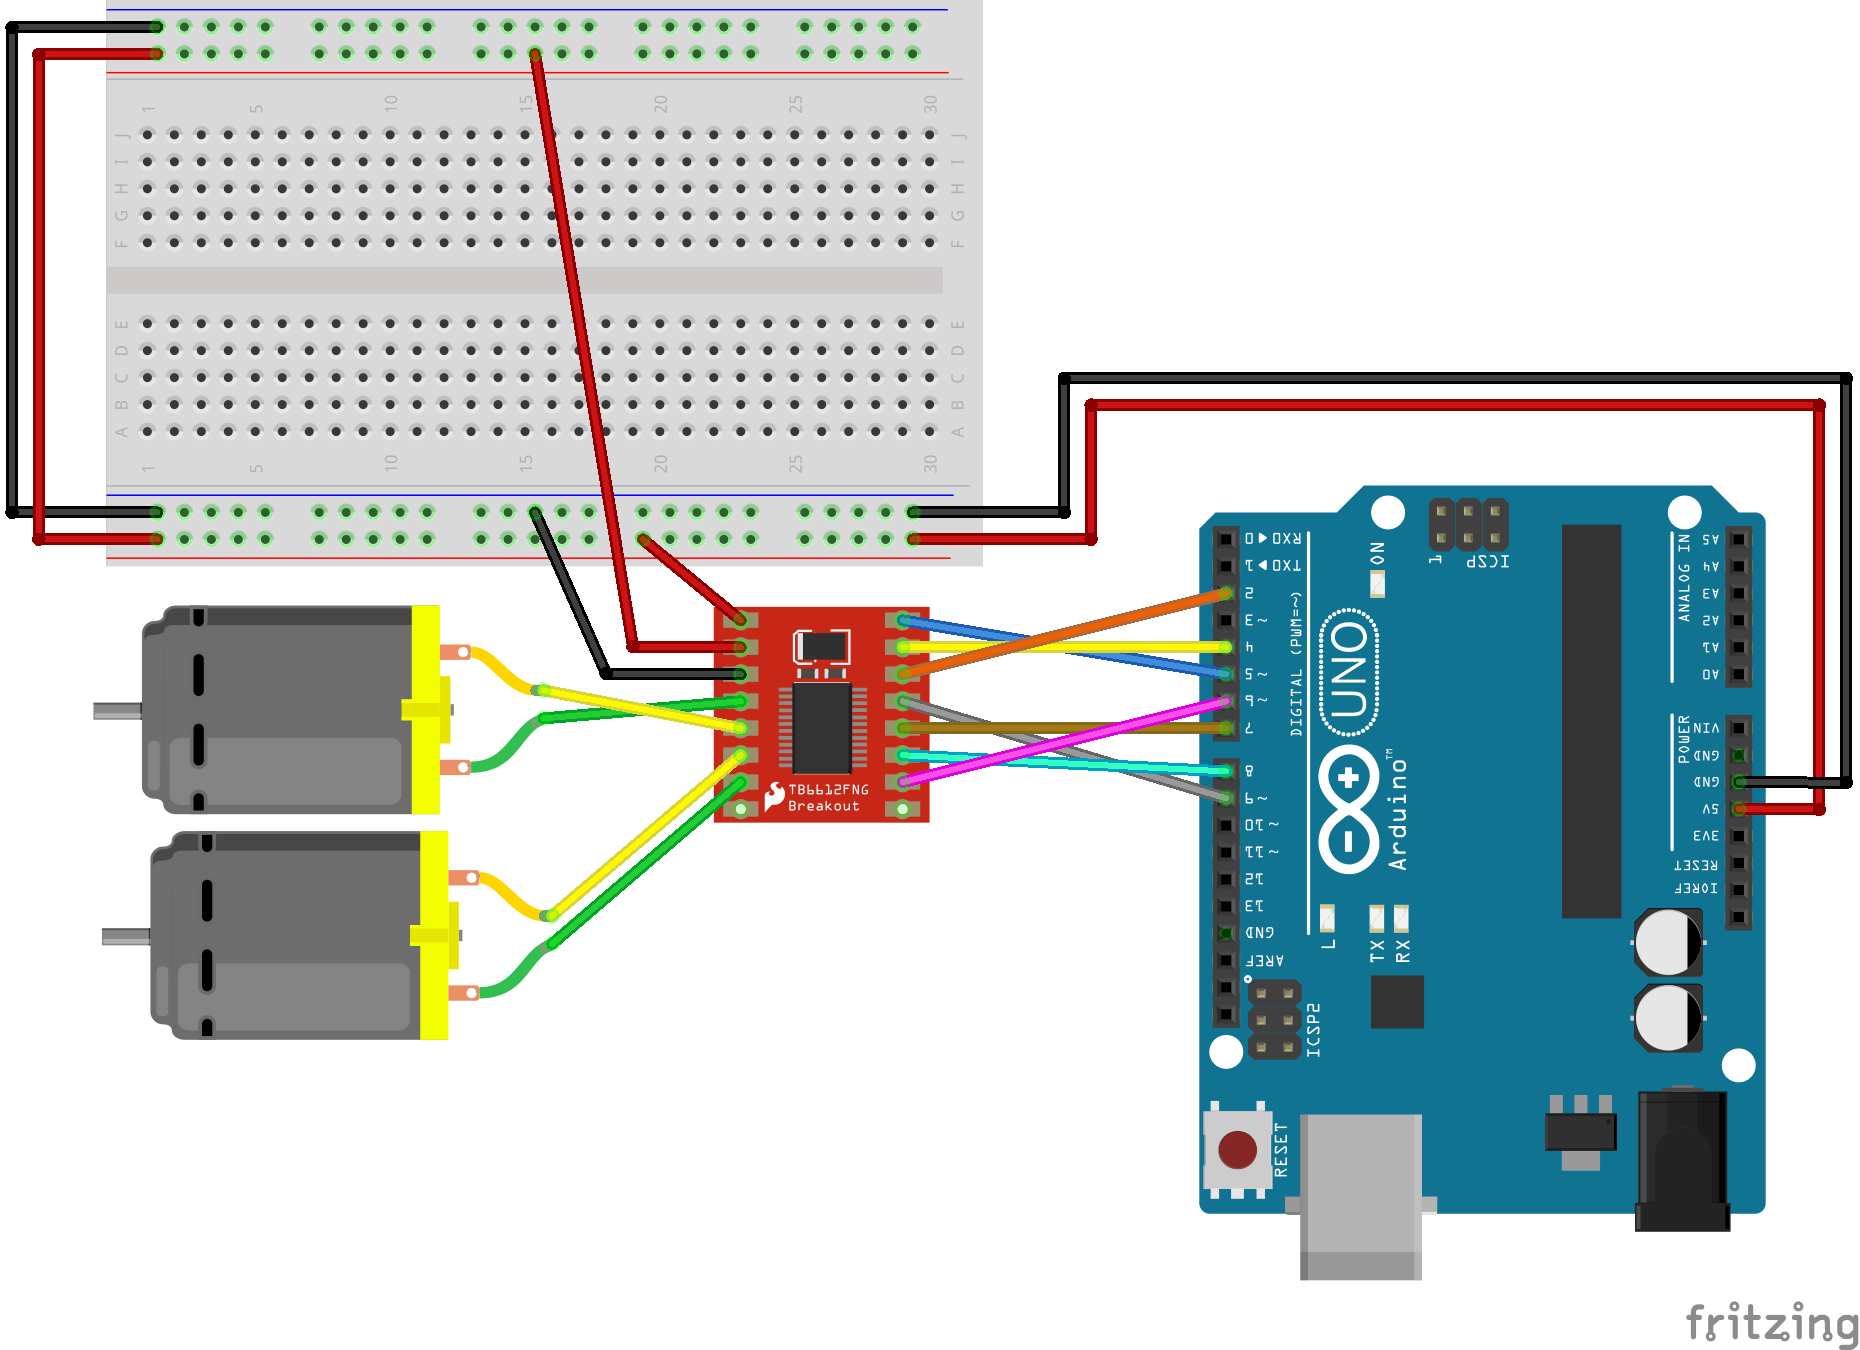 1 5 10 15 20 25 30
J J
I I
H H
G G
F F
E E
D D
C C
B B
A A
1 5 10 15 20 25 30
TB6612FNG
Breakout
RX0 ◀ 0
TX0 ◀ 1
2
3 ~
4
5 ~
6 ~
7
8
9 ~
10 ~
11 ~
12
13
GND
AREF
DIGITAL (PWM=~)
UNO
Arduino™
ON
1 ICSP
L
TX
RX
ICSP2
RESET
ANALOG IN
A5
A4
A3
A2
A1
A0
POWER
VIN
GND
GND
5V
3V3
RESET
IOREF
fritzing